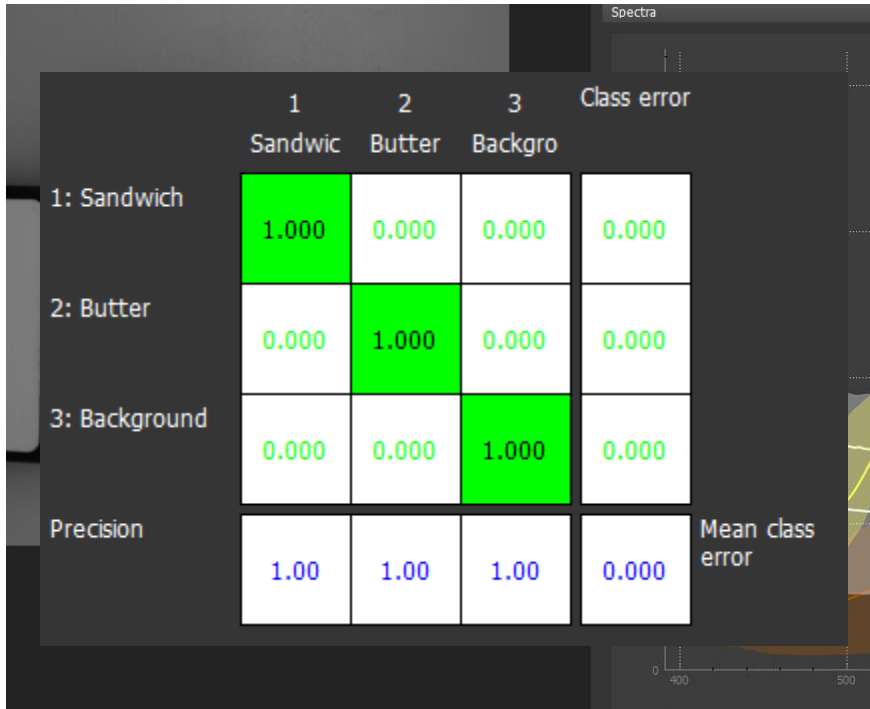 Spectra
1 2 3 Class error
Sandwic Butter Backgro
1: Sandwich
1.000 0.000 0.000 0.000
2: Butter
0.000 1.000 0.000 0.000
3: Background
0.000 0.000 1.000 0.000
Precision
1.00 1.00 1.00 0.000
Mean class
error
0
400 500